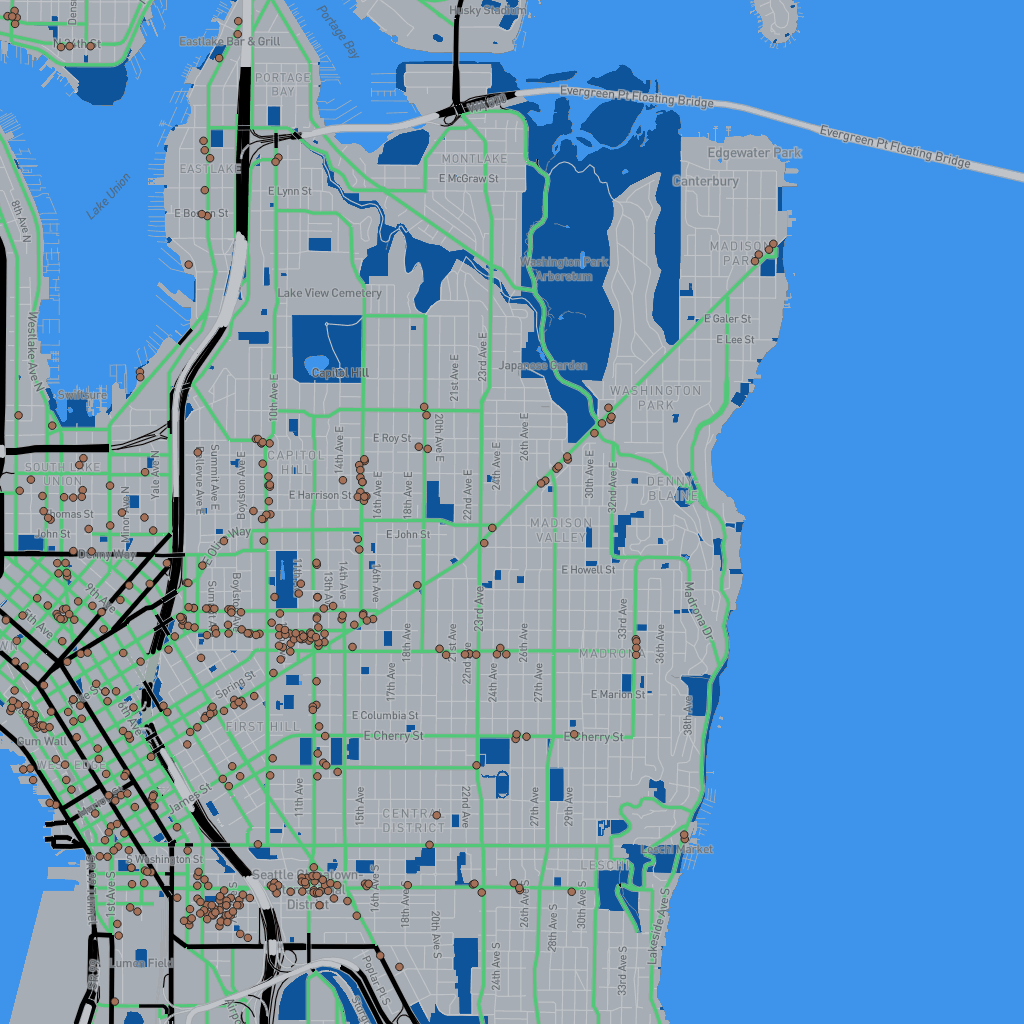 Husky Stadium
N 34th St
Eastlake Bar & Grill
Portage Bay
PORTAGE
BAY
Evergreen Pt Floating Bridge
Evergreen Pt Floating Bridge
MONTLAKE
Edgewater Park
EASTLAKE
E McGraw St
Canterbury
Lake Union
E Lynn St
E Boston St
8th Ave N
MADISON
PARK
Washington Park
Arboretum
Lake View Cemetery
E Galer St
E Lee St
Westlake Ave N
23rd Ave E
21st Ave E
Japanese Garden
Capitol Hill
WASHINGTON
PARK
10th Ave E
20th Ave E
26th Ave E
E Roy St
14th Ave E
CAPITOL
HILL
SOUTH LAKE
UNION
Yale Ave N
Bellevue Ave E
Summit Ave E
Boylston Ave E
24th Ave E
30th Ave E
32nd Ave E
DENNY
BLAINE
E Harrison St
16th Ave E
18th Ave E
22nd Ave E
Minor Ave N
Thomas St
John St
MADISON
VALLEY
E John St
E Olive Way
Denny Way
E Howell St
9th Ave
11th Ave
13th Ave
14th Ave E
16th Ave E
5th Ave
Madrona Dr
23rd Ave
33rd Ave
36th Ave
18th Ave
21st Ave
26th Ave
MADRONA
22nd Ave
24th Ave
27th Ave
17th Ave
Spring St
E Marion St
6th Ave
E Columbia St
FIRST HILL
38th Ave
E Cherry St
E Cherry St
Gum Wall
WEST EDGE
James St
11th Ave
15th Ave
22nd Ave
27th Ave
29th Ave
CENTRAL
DISTRICT
Leschi Market
LESCHI
S Washington St
Seattle Chinatown-
District
1st Ave S
16th Ave S
18th Ave S
20th Ave S
26th Ave S
28th Ave S
30th Ave S
24th Ave S
33rd Ave S
Lakeside Ave S
Lumen Field
Poplar Pl S